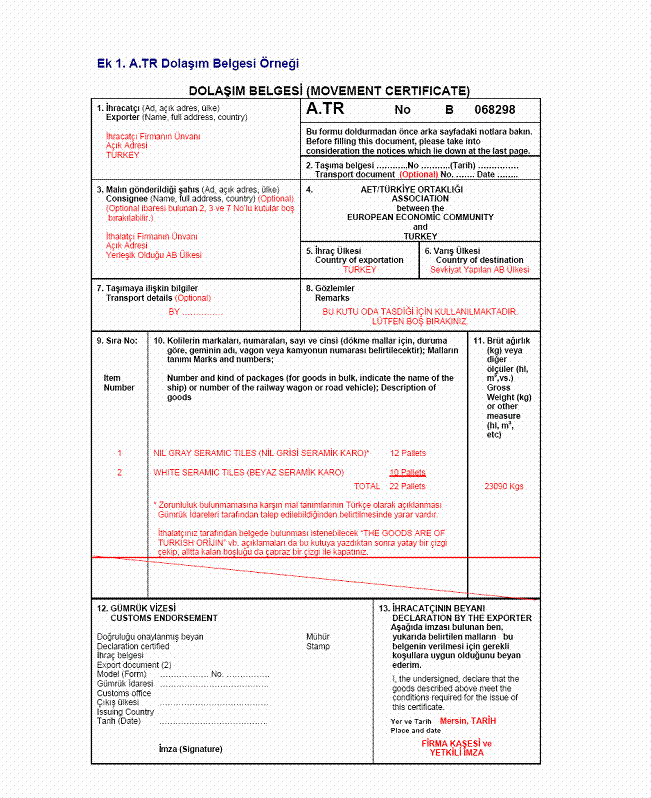 Ek 1. A.TR Dolaşım Belgesi Örneği
DOLAŞIM BELGESİ (MOVEMENT CERTIFICATE)
1. İhracatçı (Ad, açık adres, ülke)
Exporter (Name, full address, country)
İhracatçı Firmanın Ünvanı
Açık Adresi
TURKEY
A.TR No B 068298
Bu formu doldurmadan önce arka sayfadaki notlara bakın.
Before filling this document, please take into
consideration the notices which lie down at the last page.
2. Taşıma belgesi ............No ...........(Tarih) ...............
Transport document (Optional) No. ....... Date ........
3. Malın gönderildiği şahıs (Ad, açık adres, ülke)
Consignee (Name, full address, country) (Optional)
(Optional ibaresi bulunan 2, 3 ve 7 No'lu kutular boş
bırakılabilir.)
İthalatçı Firmanın Ünvanı
Açık Adresi
Yerleşik Olduğu AB Ülkesi
4. AET/TÜRKİYE ORTAKLIĞI
ASSOCIATION
between the
EUROPEAN ECONOMIC COMMUNITY
and
TURKEY
5. İhraç Ülkesi
Country of exportation
TURKEY
6. Varış Ülkesi
Country of destination
Sevkiyat Yapılan AB Ülkesi
7. Taşımaya ilişkin bilgiler
Transport details (Optional)
BY ...............
8. Gözlemler
Remarks
BU KUTU ODA TASDİĞİ İÇİN KULLANILMAKTADIR.
LÜTFEN BOŞ BIRAKINIZ.
9. Sıra No:
Item
Number
10. Kolilerin markaları, numaraları, sayı ve cinsi (dökme mallar için, duruma
göre, geminin adı, vagon veya kamyonun numarası belirtilecektir); Malların
tanımı Marks and numbers;
Number and kind of packages (for goods in bulk, indicate the name of the
ship) or number of the railway wagon or road vehicle); Description of
goods
11. Brüt ağırlık
(kg) veya
diğer
ölçüler (hl,
m³,vs.)
Gross
Weight (kg)
or other
measure
(hl, m³,
etc)
1 NIL GRAY SERAMIC TILES (NİL GRİSİ SERAMİK KARO)* 12 Pallets
2 WHITE SERAMIC TILES (BEYAZ SERAMİK KARO) 10 Pallets
TOTAL 22 Pallets 23090 Kgs
* Zorunluluk bulunmamasına karşın mal tanımlarının Türkçe olarak açıklanması
Gümrük İdareleri tarafından talep edilebildiğinden belirtilmesinde yarar vardır.
İthalatçınız tarafından belgede bulunması istenebilecek "THE GOODS ARE OF
TURKISH ORİJİN" vb. açıklamaları da bu kutuya yazdıktan sonra yatay bir çizgi
çekip, altta kalan boşluğu da çapraz bir çizgi ile kapatınız.
12. GÜMRÜK VİZESİ
CUSTOMS ENDORSEMENT
Doğruluğu onaylanmış beyan Mühür
Declaration certified Stamp
İhraç belgesi
Export document (2)
Model (Form) .................. No. ................
Gümrük İdaresi ........................................
Customs office
Çıkış ülkesi ........................................
Issuing Country
Tarih (Date) ........................................
İmza (Signature)
13. İHRACATÇININ BEYANI
DECLARATION BY THE EXPORTER
Aşağıda imzası bulunan ben,
yukarıda belirtilen malların bu
belgenin verilmesi için gerekli
koşullara uygun olduğunu beyan
ederim.
I, the undersigned, declare that the
goods described above meet the
conditions required for the issue of
this certificate.
Yer ve Tarih Mersin, TARİH
Place and date
FİRMA KAŞESİ ve
YETKİLİ İMZA